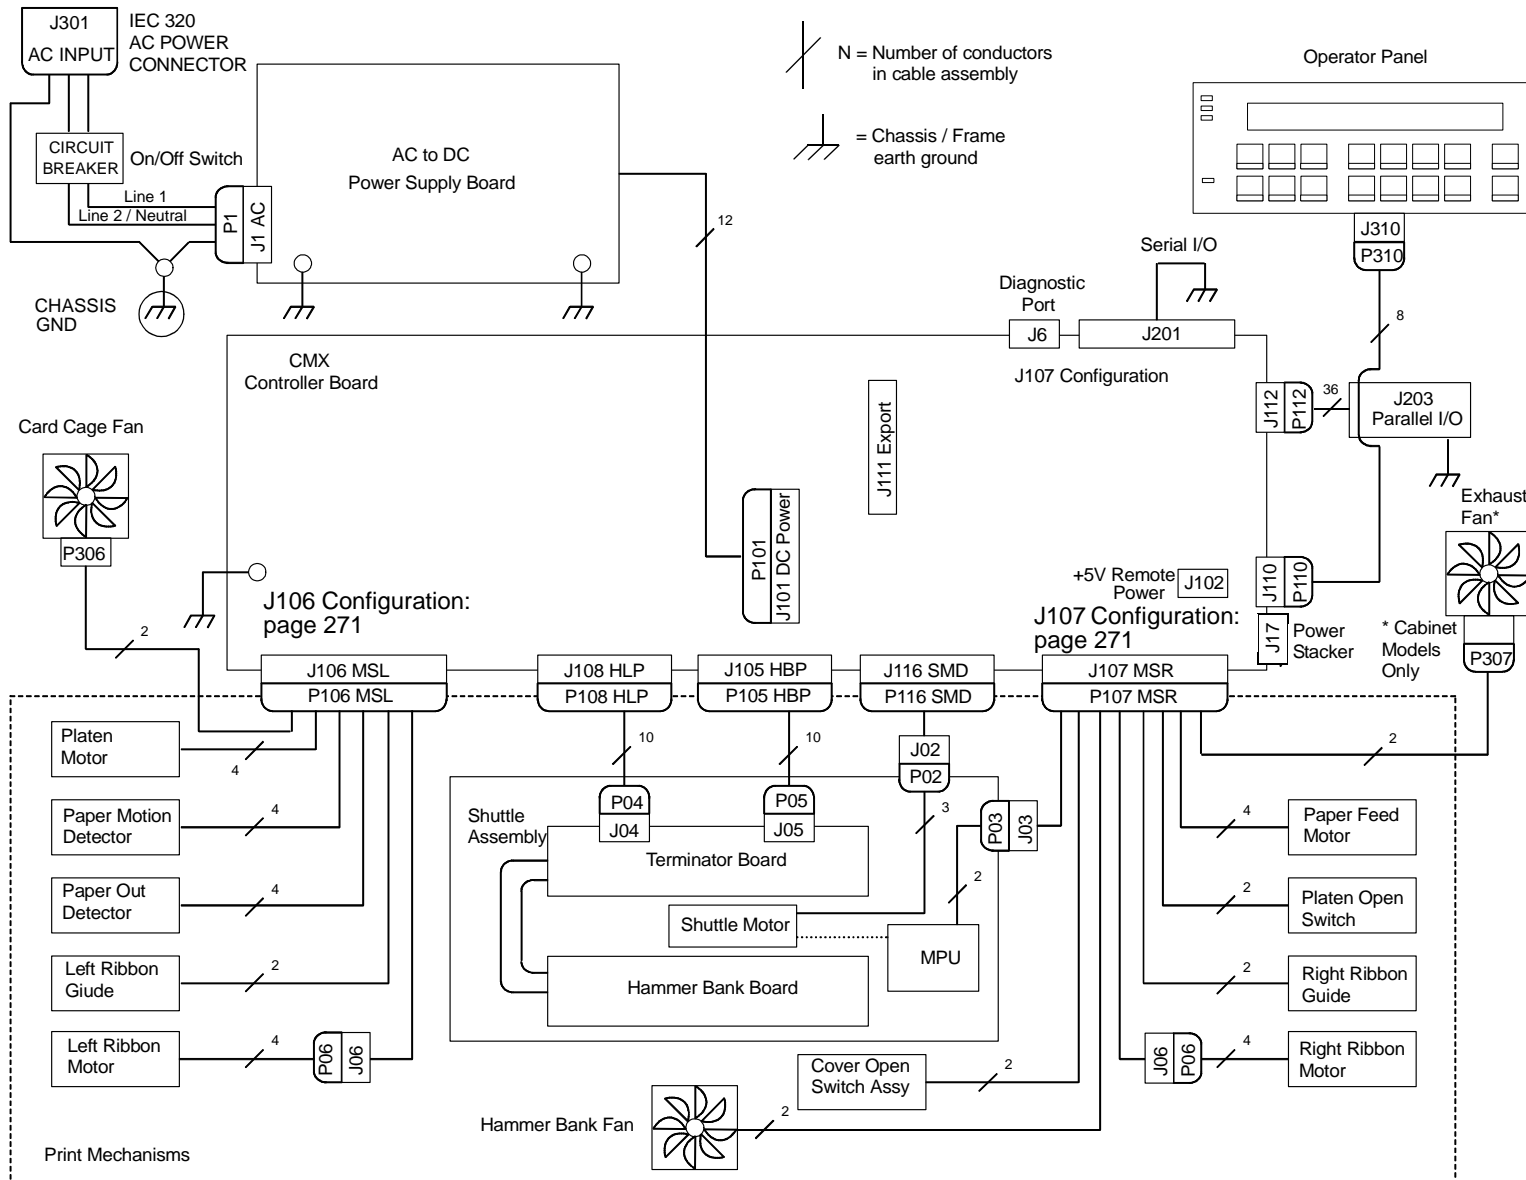 J301
AC INPUT
IEC 320
AC POWER
CONNECTOR
N = Number of conductors
in cable assembly
= Chassis / Frame
earth ground
Operator Panel
CIRCUIT
BREAKER
On/Off Switch
Line 1
Line 2 / Neutral
P1
J1 AC
AC to DC
Power Supply Board
12
CHASSIS
GND
J310
P310
8
Serial I/O
Diagnostic
Port
J6
J201
J107 Configuration
CMX
Controller Board
J111 Export
J112
P112
36
J203
Parallel I/O
Card Cage Fan
P306
2
P101
J101 DC Power
Exhaust
Fan*
+5V Remote
Power
J102
J110
P110
J17
Power
Stacker
* Cabinet
Models
Only
P307
J106 Configuration:
page 271
J107 Configuration:
page 271
J106 MSL
P106 MSL
J108 HLP
P108 HLP
J105 HBP
P105 HBP
J116 SMD
P116 SMD
J107 MSR
P107 MSR
Platen
Motor
4
10
10
J02
P02
2
Paper Motion
Detector
4
Shuttle
Assembly
P04
J04
P05
J05
3
P03
J03
4
Paper Feed
Motor
Terminator Board
Paper Out
Detector
4
2
Shuttle Motor
MPU
2
Platen Open
Switch
Left Ribbon
Giude
2
Hammer Bank Board
2
Right Ribbon
Guide
Left Ribbon
Motor
4
P06
J06
Cover Open
Switch Assy
2
J06
P06
4
Right Ribbon
Motor
Hammer Bank Fan
2
Print Mechanisms